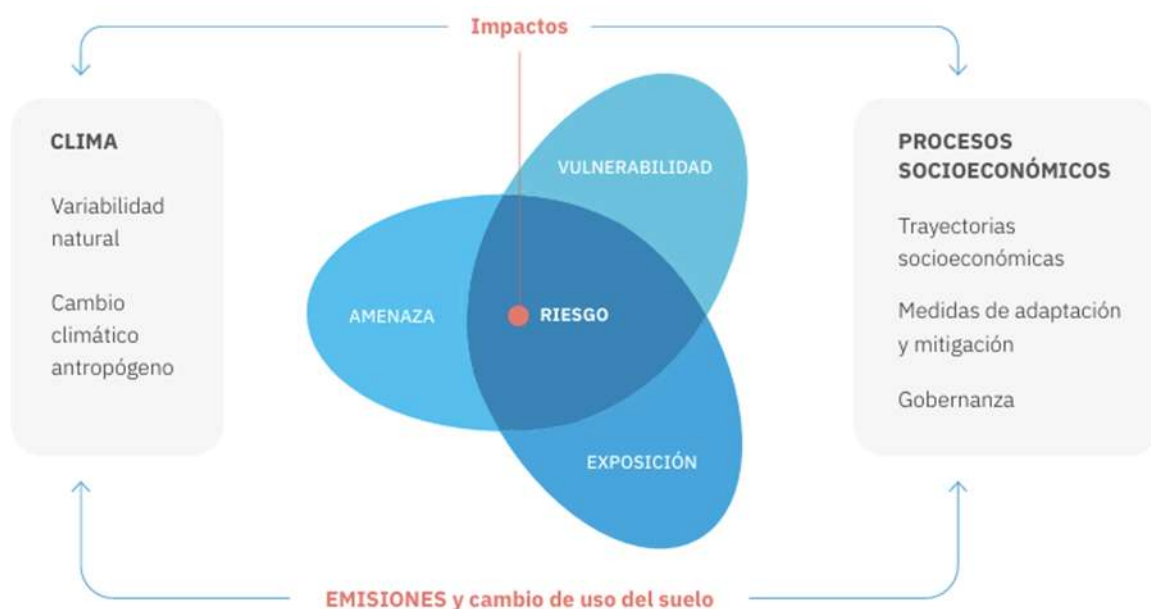 Impactos
CLIMA
Variabilidad
natural
Cambio
climático
antropógeno
VULNERABILIDAD
AMENAZA
RIESGO
EXPOSICIÓN
PROCESOS
SOCIOECONÓMICOS
Trayectorias
socioeconómicas
Medidas de adaptación
y mitigación
Gobernanza
EMISIONES y cambio de uso del suelo